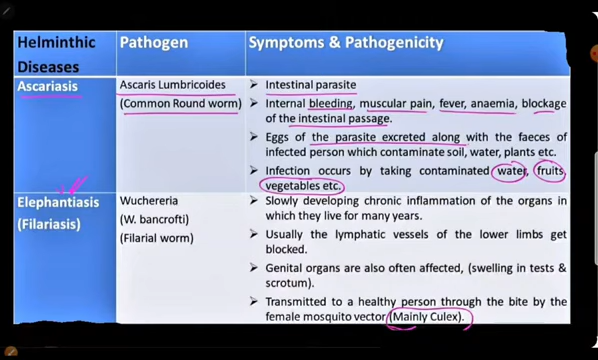 Helminthic Diseases | Pathogen | Symptoms & Pathogenicity
Ascariasis
Ascaris Lumbricoides
(Common Round worm)
➢ Intestinal parasite
➢ Internal bleeding, muscular pain, fever, anaemia, blockage
of the intestinal passage.
➢ Eggs of the parasite excreted along with the faeces of
infected person which contaminate soil, water, plants etc.
➢ Infection occurs by taking contaminated water, fruits,
vegetables etc.
Elephantiasis
(Filariasis)
Wuchereria
(W. bancrofti)
(Filarial worm)
➢ Slowly developing chronic inflammation of the organs in
which they live for many years.
➢ Usually the lymphatic vessels of the lower limbs get
blocked.
➢ Genital organs are also often affected, (swelling in tests &
scrotum).
➢ Transmitted to a healthy person through the bite by the
female mosquito vector (Mainly Culex).